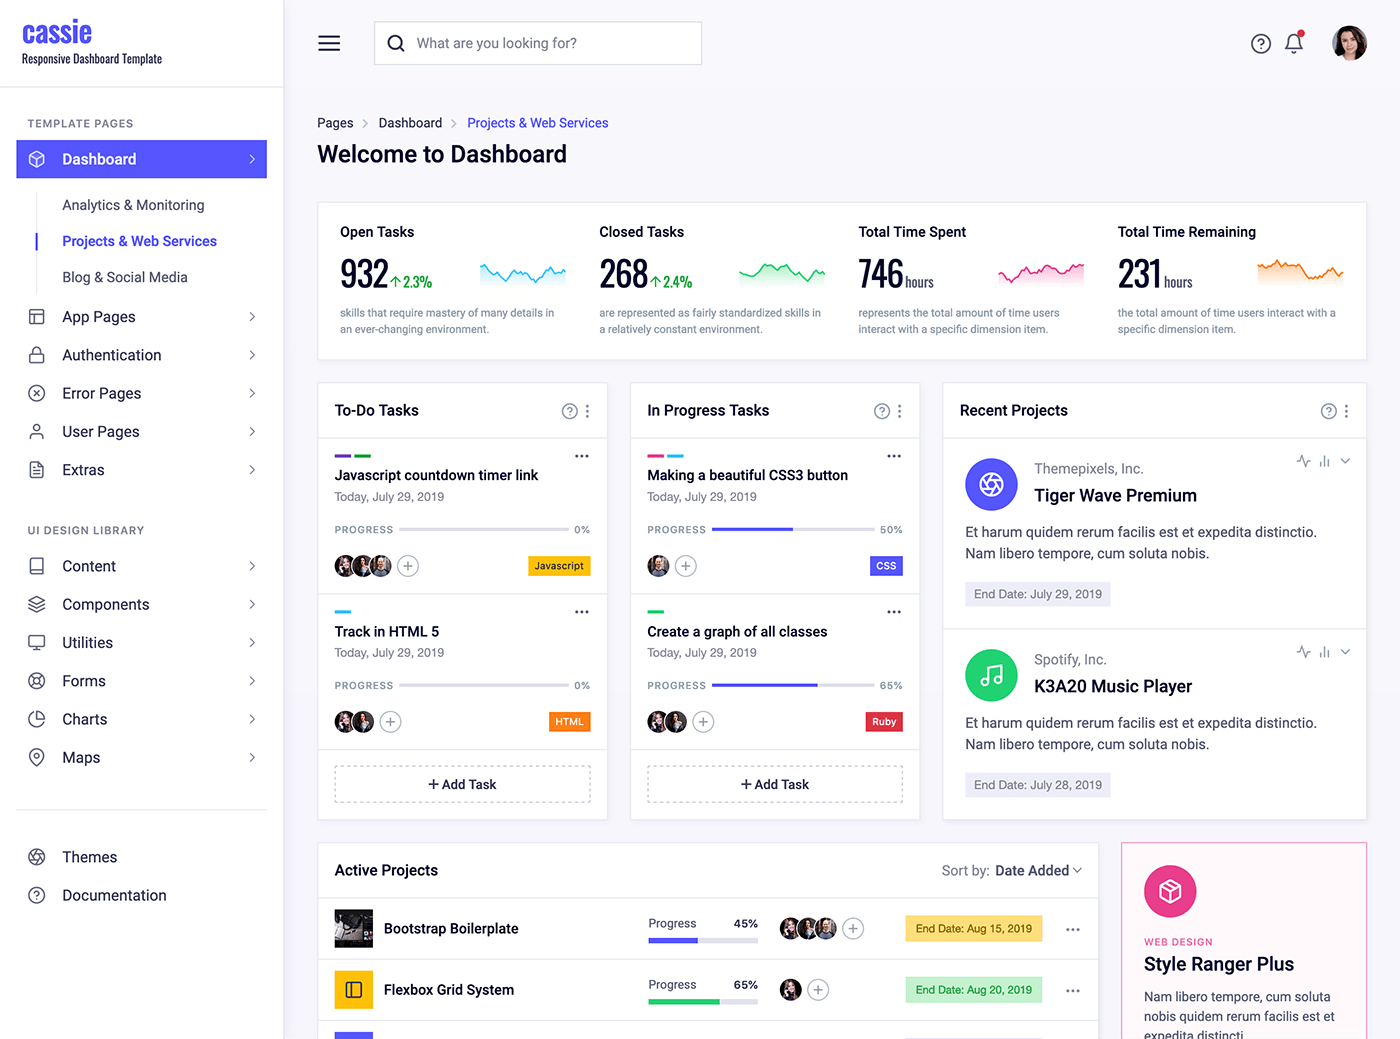 cassie
Responsive Dashboard Template
What are you looking for?
TEMPLATE PAGES
Dashboard
Analytics & Monitoring
Projects & Web Services
Blog & Social Media
App Pages
Authentication
Error Pages
User Pages
Extras
UI DESIGN LIBRARY
Content
Components
Utilities
Forms
Charts
Maps
Themes
Documentation
Pages Dashboard Projects & Web Services
Welcome to Dashboard
Open Tasks
932 2.3%
skills that require mastery of many details in
an ever-changing environment.
Closed Tasks
268 2.4%
are represented as fairly standardized skills in
a relatively constant environment.
Total Time Spent
746 hours
represents the total amount of time users
interact with a specific dimension item.
Total Time Remaining
231 hours
the total amount of time users interact with a
specific dimension item.
To-Do Tasks
Javascript countdown timer link
Today, July 29, 2019
PROGRESS 0%
Javascript
Track in HTML 5
Today, July 29, 2019
PROGRESS 0%
HTML
+ Add Task
In Progress Tasks
Making a beautiful CSS3 button
Today, July 29, 2019
PROGRESS 50%
CSS
Create a graph of all classes
Today, July 29, 2019
PROGRESS 65%
Ruby
+ Add Task
Recent Projects
Themepixels, Inc.
Tiger Wave Premium
Et harum quidem rerum facilis est et expedita distinctio.
Nam libero tempore, cum soluta nobis.
End Date: July 29, 2019
Spotify, Inc.
K3A20 Music Player
Et harum quidem rerum facilis est et expedita distinctio.
Nam libero tempore, cum soluta nobis.
End Date: July 28, 2019
Active Projects
Sort by: Date Added
Bootstrap Boilerplate
Progress 45%
End Date: Aug 15, 2019
Flexbox Grid System
Progress 65%
End Date: Aug 20, 2019
WEB DESIGN
Style Ranger Plus
Nam libero tempore, cum soluta
nobis quidem rerum facilis est et
expedita distincti